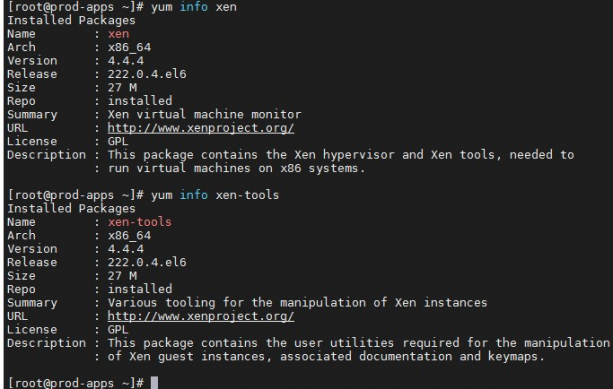 [root@prod-apps ~]# yum info xen
Installed Packages
Name        : xen
Arch        : x86_64
Version     : 4.4.4
Release     : 222.0.4.el6
Size        : 27 M
Repo        : installed
Summary     : Xen virtual machine monitor
URL         : http://www.xenproject.org/
License     : GPL
Description : This package contains the Xen hypervisor and Xen tools, needed to
            : run virtual machines on x86 systems.
[root@prod-apps ~]# yum info xen-tools
Installed Packages
Name        : xen-tools
Arch        : x86_64
Version     : 4.4.4
Release     : 222.0.4.el6
Size        : 27 M
Repo        : installed
Summary     : Various tooling for the manipulation of Xen instances
URL         : http://www.xenproject.org/
License     : GPL
Description : This package contains the user utilities required for the manipulation
            : of Xen guest instances, associated documentation and keymaps.
[root@prod-apps ~]#